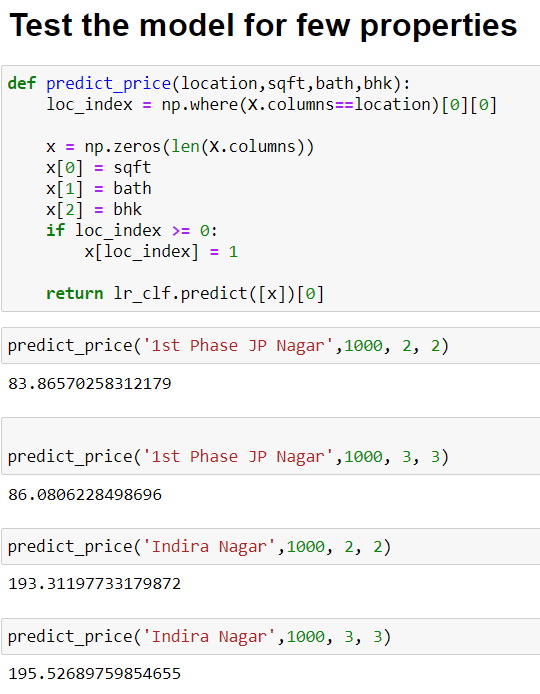 Test the model for few properties
def predict_price(location,sqft,bath,bhk):
    loc_index = np.where(X.columns==location)[0][0]
    x = np.zeros(len(X.columns))
    x[0] = sqft
    x[1] = bath
    x[2] = bhk
    if loc_index >= 0:
        x[loc_index] = 1
    return lr_clf.predict([x])[0]
predict_price('1st Phase JP Nagar',1000, 2, 2)
83.86570258312179
predict_price('1st Phase JP Nagar',1000, 3, 3)
86.0806228498696
predict_price('Indira Nagar',1000, 2, 2)
193.31197733179872
predict_price('Indira Nagar',1000, 3, 3)
195.52689759854655